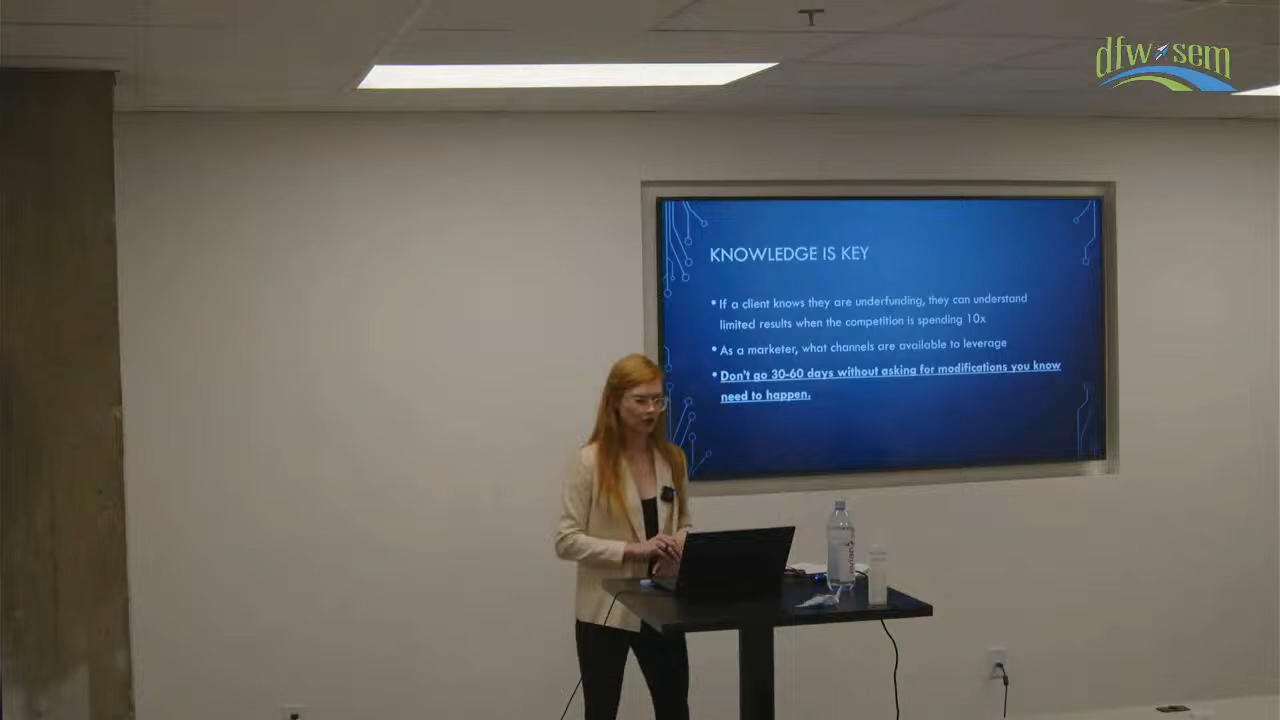 dfw sem
KNOWLEDGE IS KEY
• If a client knows they are underfunding, they can understand
limited results when the competition is spending 10x
• As a marketer, what channels are available to leverage
• Don't go 30-60 days without asking for modifications you know
need to happen.